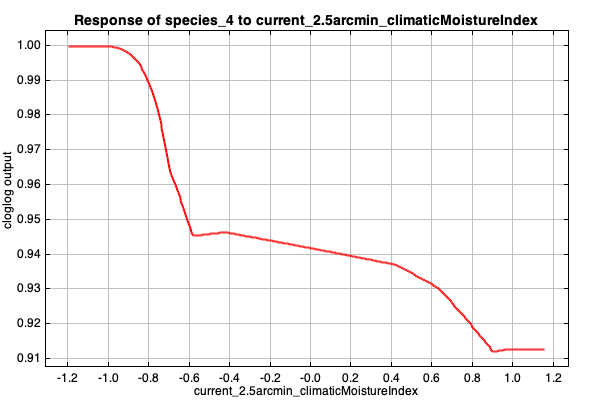 Response of species_4 to current_2.5arcmin_climaticMoistureIndex
1.00
0.99
0.98
0.97
0.96
0.95
0.94
0.93
0.92
0.91
cloglog output
-1.2 -1.0 -0.8 -0.6 -0.4 -0.2 -0.0 0.2 0.4 0.6 0.8 1.0 1.2
current_2.5arcmin_climaticMoistureIndex